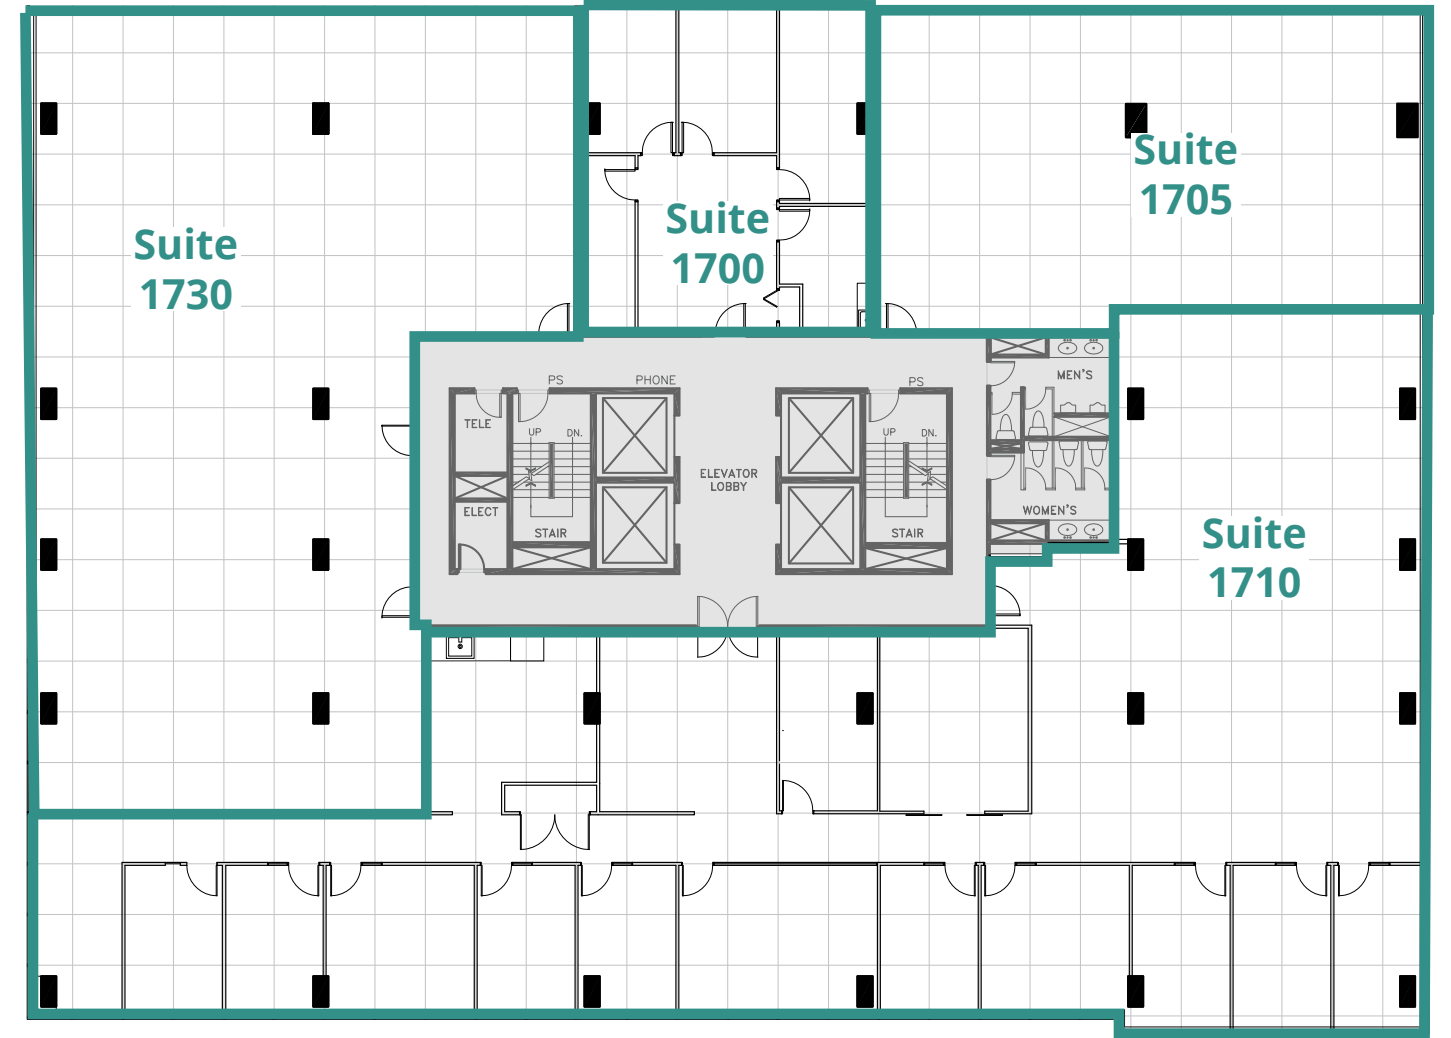 Suite
1705
Suite
1700
Suite
1730
PS
PHONE
PS
MEN'S
TELE
UP
DN.
UP
DN.
ELEVATOR
LOBBY
ELECT
WOMEN'S
STAIR
STAIR
Suite
1710